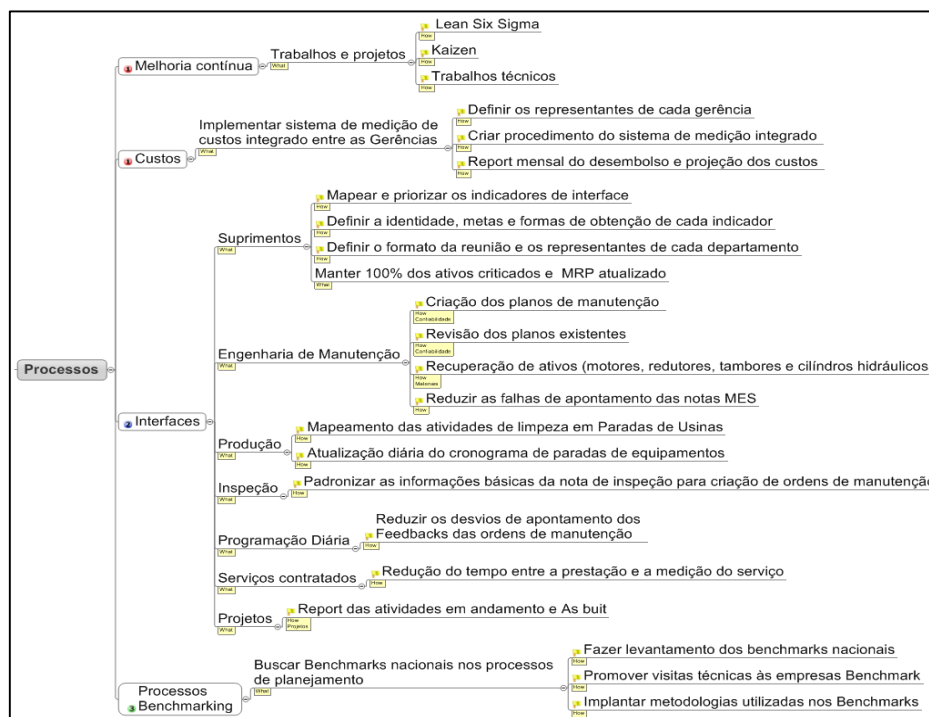 Processos
1 Melhoria contínua
Trabalhos e projetos
What
Lean Six Sigma
How
Kaizen
How
Trabalhos técnicos
How
1 Custos
Implementar sistema de medição de
custos integrado entre as Gerências
What
Definir os representantes de cada gerência
How
Criar procedimento do sistema de medição integrado
How
Report mensal do desembolso e projeção dos custos
How
2 Interfaces
Suprimentos
What
Mapear e priorizar os indicadores de interface
How
Definir a identidade, metas e formas de obtenção de cada indicador
How
Definir o formato da reunião e os representantes de cada departamento
How
Manter 100% dos ativos criticados e MRP atualizado
What
Engenharia de Manutenção
What
Criação dos planos de manutenção
How
Contabilidade
Revisão dos planos existentes
How
Contabilidade
Recuperação de ativos (motores, redutores, tambores e cilíndros hidráulicos
How
Materiais
Reduzir as falhas de apontamento das notas MES
How
Produção
What
Mapeamento das atividades de limpeza em Paradas de Usinas
How
Atualização diária do cronograma de paradas de equipamentos
How
Inspeção
What
Padronizar as informações básicas da nota de inspeção para criação de ordens de manutenção
How
Programação Diária
What
Reduzir os desvios de apontamento dos
Feedbacks das ordens de manutenção
How
Serviços contratados
What
Redução do tempo entre a prestação e a medição do serviço
How
Projetos
What
Report das atividades em andamento e As buit
How
Projetos
3 Processos
Benchmarking
Buscar Benchmarks nacionais nos processos
de planejamento
What
Fazer levantamento dos benchmarks nacionais
How
Promover visitas técnicas às empresas Benchmark
How
Implantar metodologias utilizadas nos Benchmarks
How